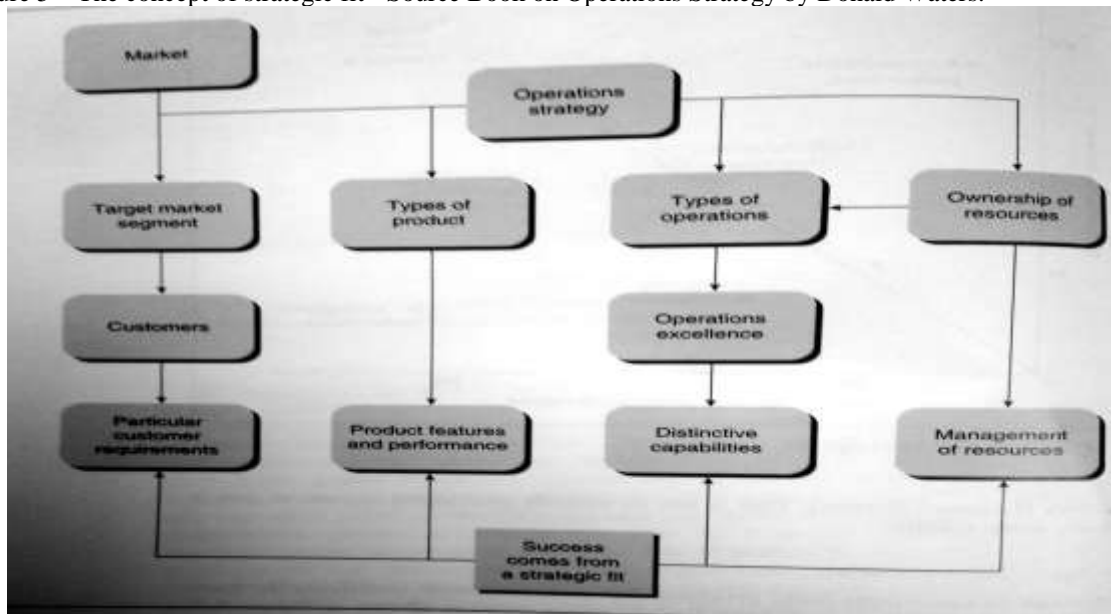 The concept of strategic fit - Source Book on Operations Strategy by Donald Waters.
Market
Operations
strategy
Target market
segment
Types of
product
Types of
operations
Ownership of
resources
Customers
Operations
excellence
Particular
customer
requirements
Product features
and performance
Distinctive
capabilities
Management
of resources
Success
comes from
a strategic fit